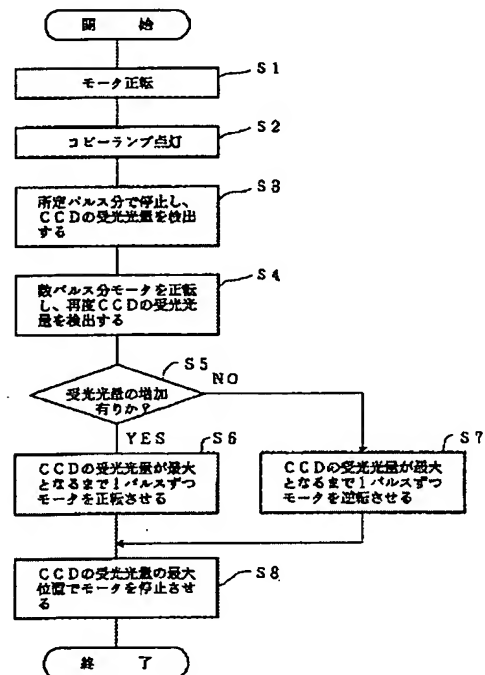 開 始
S1
モータ正転
S2
コピーランプ点灯
S3
所定パルス分で停止し、
CCDの受光光量を検出
する
S4
数パルス分モータを正転
し、再度CCDの受光光
量を検出する
S5
受光光量の増加
有りか?
NO
YES
S6
CCDの受光光量が最大
となるまで1パルスずつ
モータを正転させる
S7
CCDの受光光量が最大
となるまで1パルスずつ
モータを逆転させる
S8
CCDの受光光量の最大
位置でモータを停止させ
る
終 了